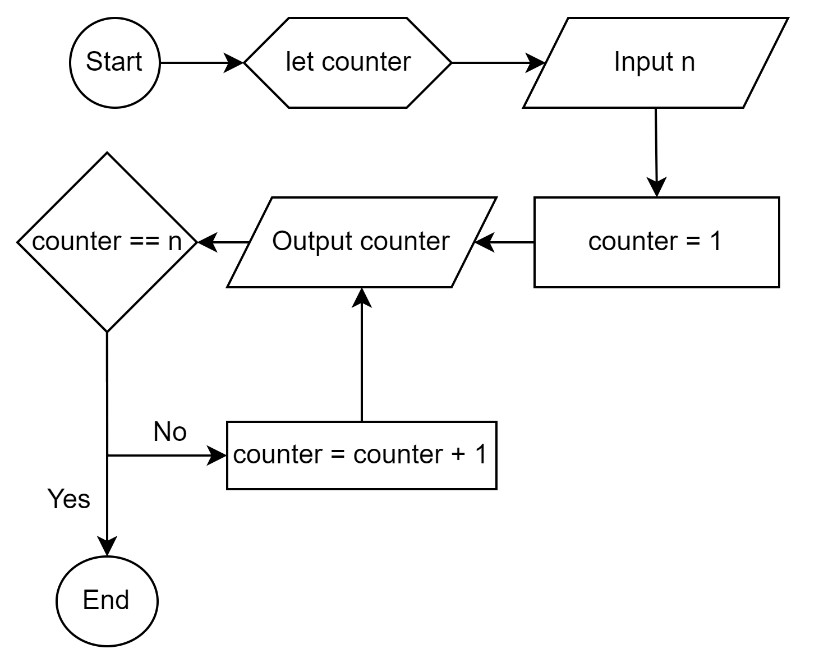 Start
let counter
Input n
counter = 1
Output counter
counter == n
No
counter = counter + 1
Yes
End